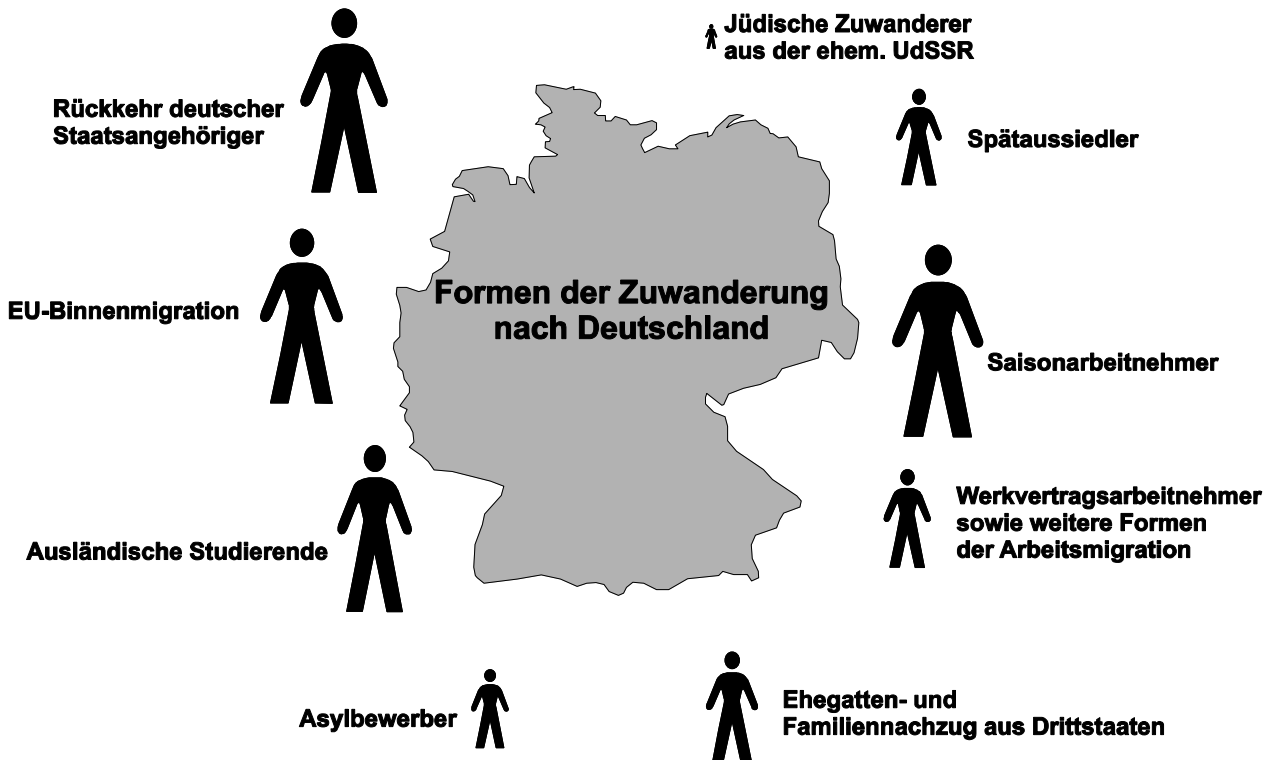 Jüdische Zuwanderer
aus der ehem. UdSSR
Rückkehr deutscher
Staatsangehöriger
Spätaussiedler
Formen der Zuwanderung
nach Deutschland
EU-Binnenmigration
Saisonarbeitnehmer
Werkvertragsarbeitnehmer
sowie weitere Formen
der Arbeitsmigration
Ausländische Studierende
Asylbewerber
Ehegatten- und
Familiennachzug aus Drittstaaten